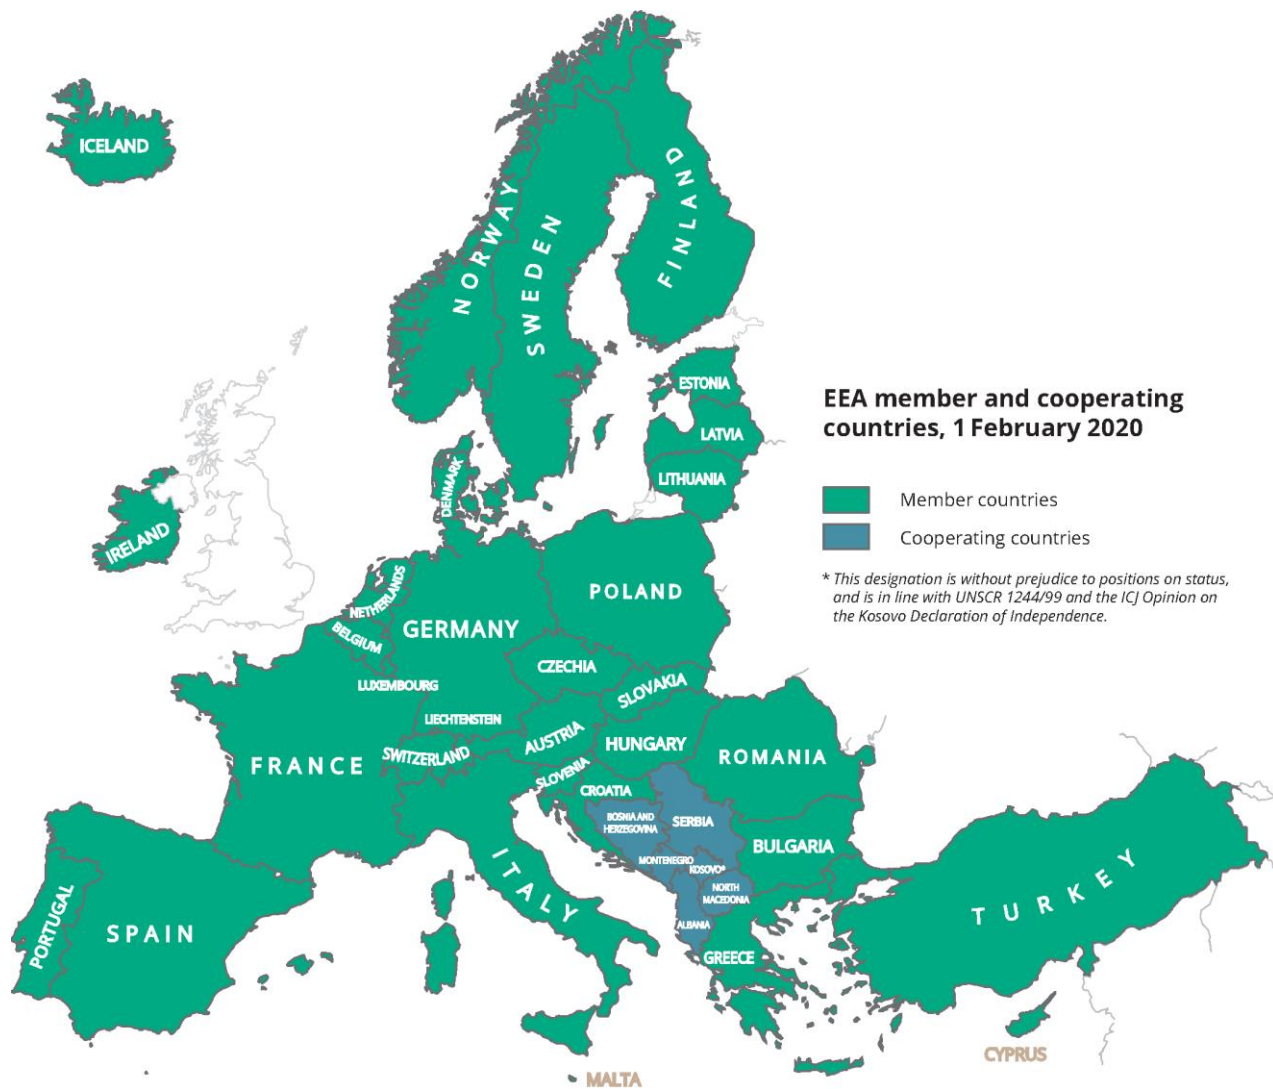 ICELAND
NORWAY
SWEDEN
FINLAND
ESTONIA
LATVIA
LITHUANIA
DENMARK
IRELAND
EEA member and cooperating
countries, 1 February 2020
Member countries
Cooperating countries
* This designation is without prejudice to positions on status,
and is in line with UNSCR 1244/99 and the ICJ Opinion on
the Kosovo Declaration of Independence.
NETHERLANDS
BELGIUM
GERMANY
POLAND
LUXEMBOURG
CZECHIA
SLOVAKIA
LIECHTENSTEIN
SWITZERLAND
AUSTRIA
HUNGARY
FRANCE
SLOVENIA
CROATIA
ROMANIA
BOSNIA AND
HERZEGOVINA
SERBIA
BULGARIA
MONTENEGRO
KOSOVO*
NORTH
MACEDONIA
ALBANIA
ITALY
PORTUGAL
SPAIN
GREECE
TURKEY
CYPRUS
MALTA